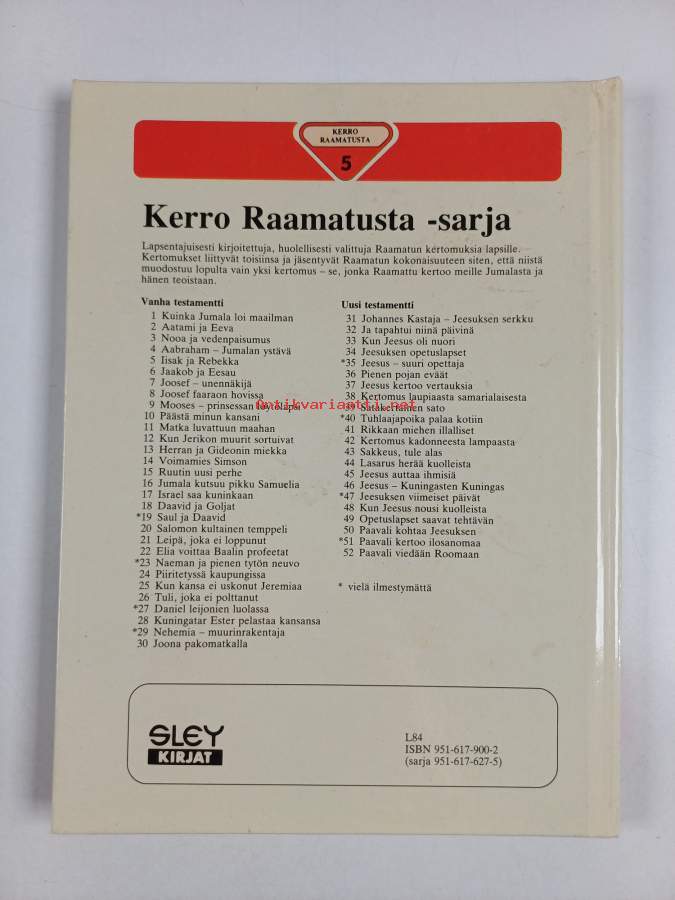 KERRO
RAAMATUSTA
5
Kerro Raamatusta -sarja
Lapsentajuisesti kirjoitettuja, huolellisesti valittuja Raamatun kertomuksia lapsille.
Kertomukset liittyvät toisiinsa ja jäsentyvät Raamatun kokonaisuuteen siten, että niistä
muodostuu lopulta vain yksi kertomus – se, jonka Raamattu kertoo meille Jumalasta ja
hänen teoistaan.
Vanha testamentti
1 Kuinka Jumala loi maailman
2 Aatami ja Eeva
3 Nooa ja vedenpaisumus
4 Aabraham – Jumalan ystävä
5 Iisak ja Rebekka
6 Jaakob ja Eesau
7 Joosef – unennäkijä
8 Joosef faaraon hovissa
9 Mooses – prinsessan löytölapsi
10 Päästä minun kansani
11 Matka luvattuun maahan
12 Kun Jerikon muurit sortuivat
13 Herran ja Gideonin miekka
14 Voimamies Simson
15 Ruutin uusi perhe
16 Jumala kutsuu pikku Samuelia
17 Israel saa kuninkaan
18 Daavid ja Goljat
*19 Saul ja Daavid
20 Salomon kultainen temppeli
21 Leipä, joka ei loppunut
22 Elia voittaa Baalin profeetat
*23 Naeman ja pienen tytön neuvo
24 Piiritetyssä kaupungissa
25 Kun kansa ei uskonut Jeremiaa
26 Tuli, joka ei polttanut
*27 Daniel leijonien luolassa
28 Kuningatar Ester pelastaa kansansa
*29 Nehemia – muurinrakentaja
30 Joona pakomatkalla
Uusi testamentti
31 Johannes Kastaja – Jeesuksen serkku
32 Ja tapahtui niinä päivinä
33 Kun Jeesus oli nuori
34 Jeesuksen opetuslapset
*35 Jeesus – suuri opettaja
36 Pienen pojan eväät
37 Jeesus kertoo vertauksia
38 Kertomus laupiaasta samarialaisesta
39 Satakertainen sato
*40 Tuhlaajapoika palaa kotiin
41 Rikkaan miehen illalliset
42 Kertomus kadonneesta lampaasta
43 Sakkeus, tule alas
44 Lasarus herää kuolleista
45 Jeesus auttaa ihmisiä
46 Jeesus – Kuningasten Kuningas
*47 Jeesuksen viimeiset päivät
48 Kun Jeesus nousi kuolleista
49 Opetuslapset saavat tehtävän
50 Paavali kohtaa Jeesuksen
*51 Paavali kertoo ilosanomaa
52 Paavali viedään Roomaan
* vielä ilmestymättä
Antikvariaatti.net
SLEY
KIRJAT
L84
ISBN 951-617-900-2
(sarja 951-617-627-5)